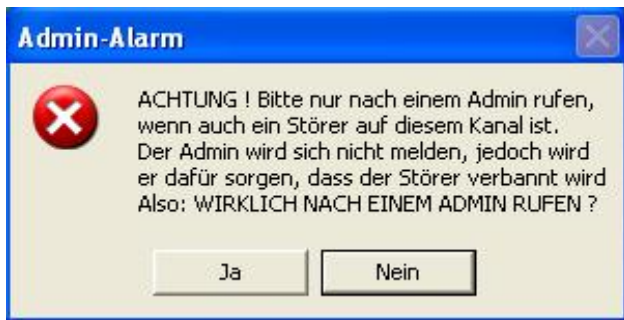 Admin-Alarm
ACHTUNG ! Bitte nur nach einem Admin rufen,
wenn auch ein Störer auf diesem Kanal ist.
Der Admin wird sich nicht melden, jedoch wird
er dafür sorgen, dass der Störer verbannt wird
Also: WIRKLICH NACH EINEM ADMIN RUFEN ?
Ja
Nein